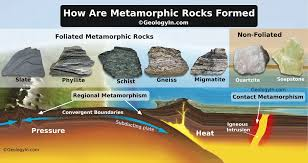 How Are Metamorphic Rocks Formed
©GeologyIn.com
Foliated Metamorphic Rocks
Non-Foliated
Slate
Phyllite
Schist
Gneiss
Migmatite
Quartzite
Soapstone
Regional Metamorphism
Contact Metamorphism
Convergent Boundaries
Subducting plate
Igneous
Intrusion
Pressure
Heat
©GeologyIn.com